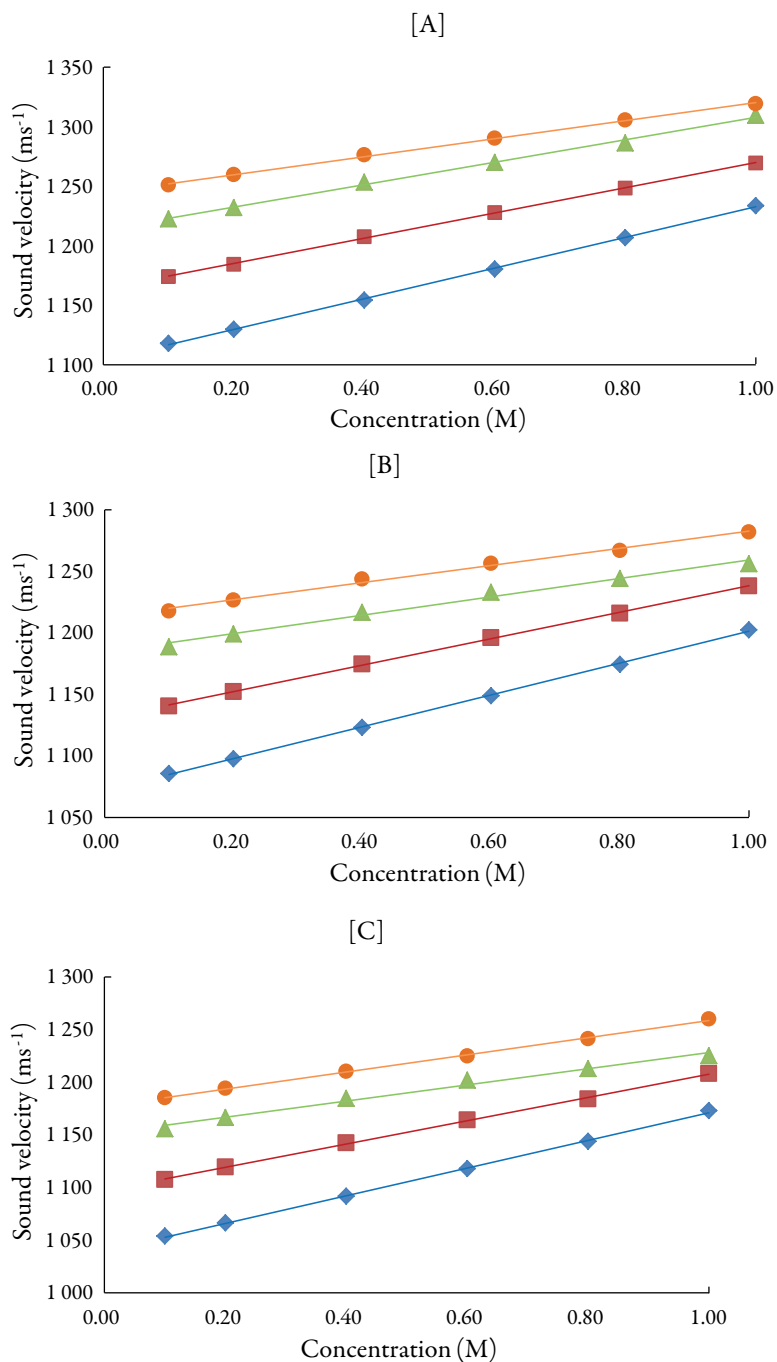 [A]
1 350
1 300
1 250
1 200
1 150
1 100
Sound velocity (ms-1)
0.00 0.20 0.40 0.60 0.80 1.00
Concentration (M)
[B]
1 300
1 250
1 200
1 150
1 100
1 050
Sound velocity (ms-1)
0.00 0.20 0.40 0.60 0.80 1.00
Concentration (M)
[C]
1 300
1 250
1 200
1 150
1 100
1 050
1 000
Sound velocity (ms-1)
0.00 0.20 0.40 0.60 0.80 1.00
Concentration (M)